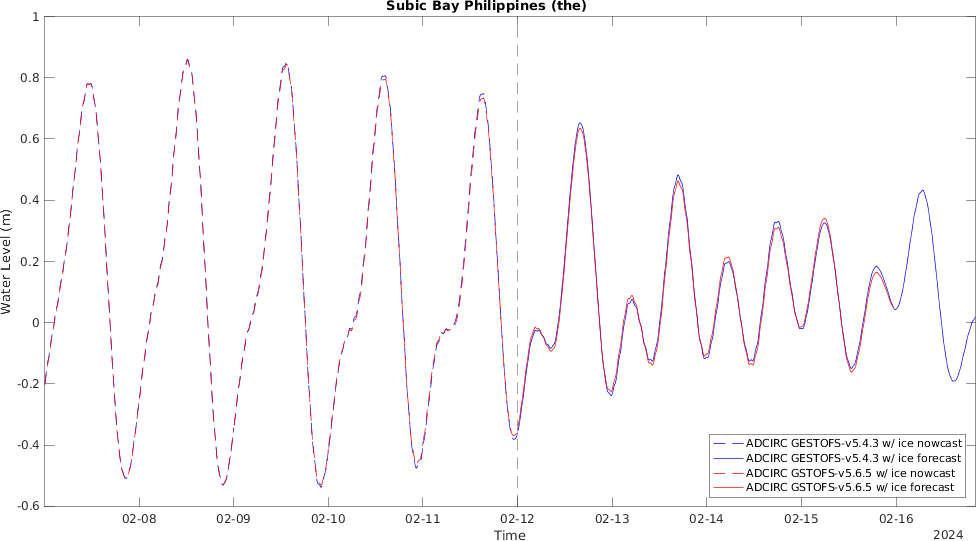 Subic Bay Philippines (the)
1
0.8
0.6
0.4
0.2
0
-0.2
-0.4
-0.6
Water Level (m)
ADCIRC GESTOFS-v5.4.3 w/ ice nowcast
ADCIRC GESTOFS-v5.4.3 w/ ice forecast
ADCIRC GSTOFS-v5.6.5 w/ ice nowcast
ADCIRC GSTOFS-v5.6.5 w/ ice forecast
02-08 02-09 02-10 02-11 02-12 02-13 02-14 02-15 02-16
Time
2024